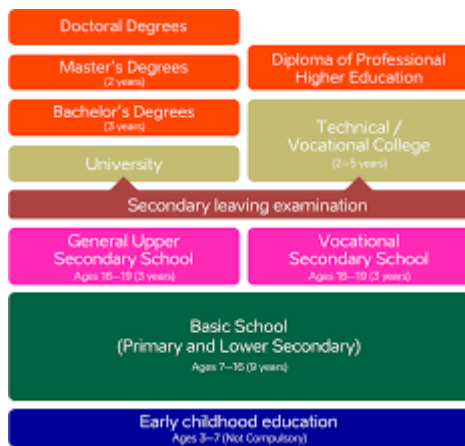 Doctoral Degrees
Master's Degrees
(2 years)
Diploma of Professional
Higher Education
Bachelor's Degrees
(3 years)
Technical /
Vocational College
(2–5 years)
University
Secondary leaving examination
General Upper
Secondary School
Ages 16–19 (3 years)
Vocational
Secondary School
Ages 16–19 (3 years)
Basic School
(Primary and Lower Secondary)
Ages 7–16 (9 years)
Early childhood education
Ages 3–7 (Not Compulsory)